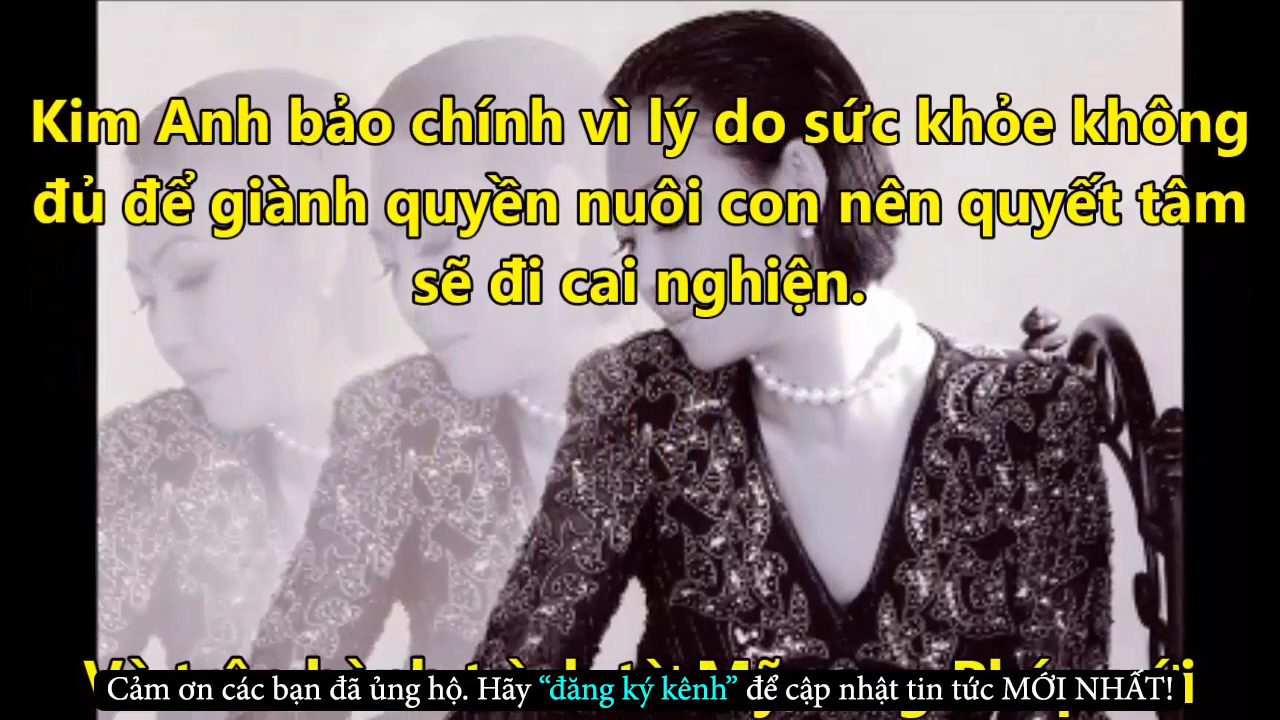 Kim Anh bảo chính vì lý do sức khỏe không
đủ để giành quyền nuôi con nên quyết tâm
sẽ đi cai nghiện.
Cảm ơn các bạn đã ủng hộ. Hãy “đăng ký kênh” để cập nhật tin tức MỚI NHẤT!